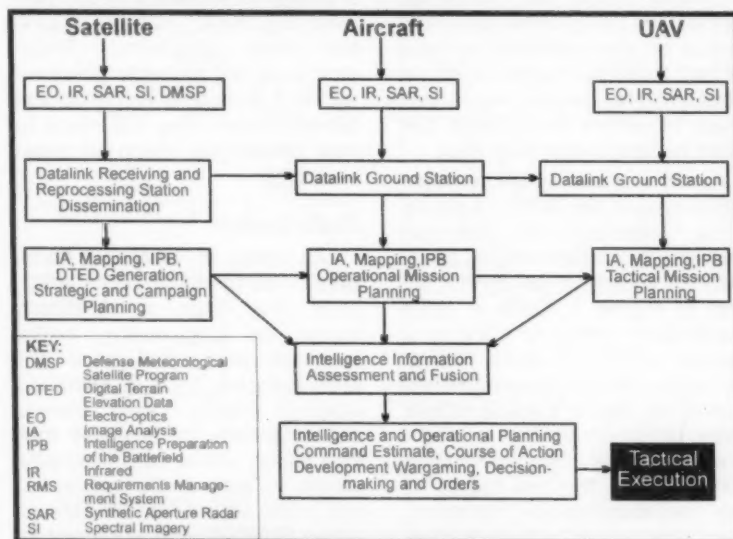 Satellite
Aircraft
UAV
EO, IR, SAR, SI, DMSP
EO, IR, SAR, SI
EO, IR, SAR, SI
Datalink Receiving and
Reprocessing Station
Dissemination
Datalink Ground Station
Datalink Ground Station
IA, Mapping, IPB,
DTED Generation,
Strategic and Campaign
Planning
IA, Mapping,IPB
Operational Mission
Planning
IA, Mapping,IPB
Tactical Mission
Planning
Intelligence Information
Assessment and Fusion
Intelligence and Operational Planning
Command Estimate, Course of Action
Development Wargaming, Decision-
making and Orders
Tactical
Execution
KEY:
DMSP Defense Meteorological
Satellite Program
DTED Digital Terrain
Elevation Data
EO Electro-optics
IA Image Analysis
IPB Intelligence Preparation
of the Battlefield
IR Infrared
RMS Requirements Manage-
ment System
SAR Synthetic Aperture Radar
SI Spectral Imagery